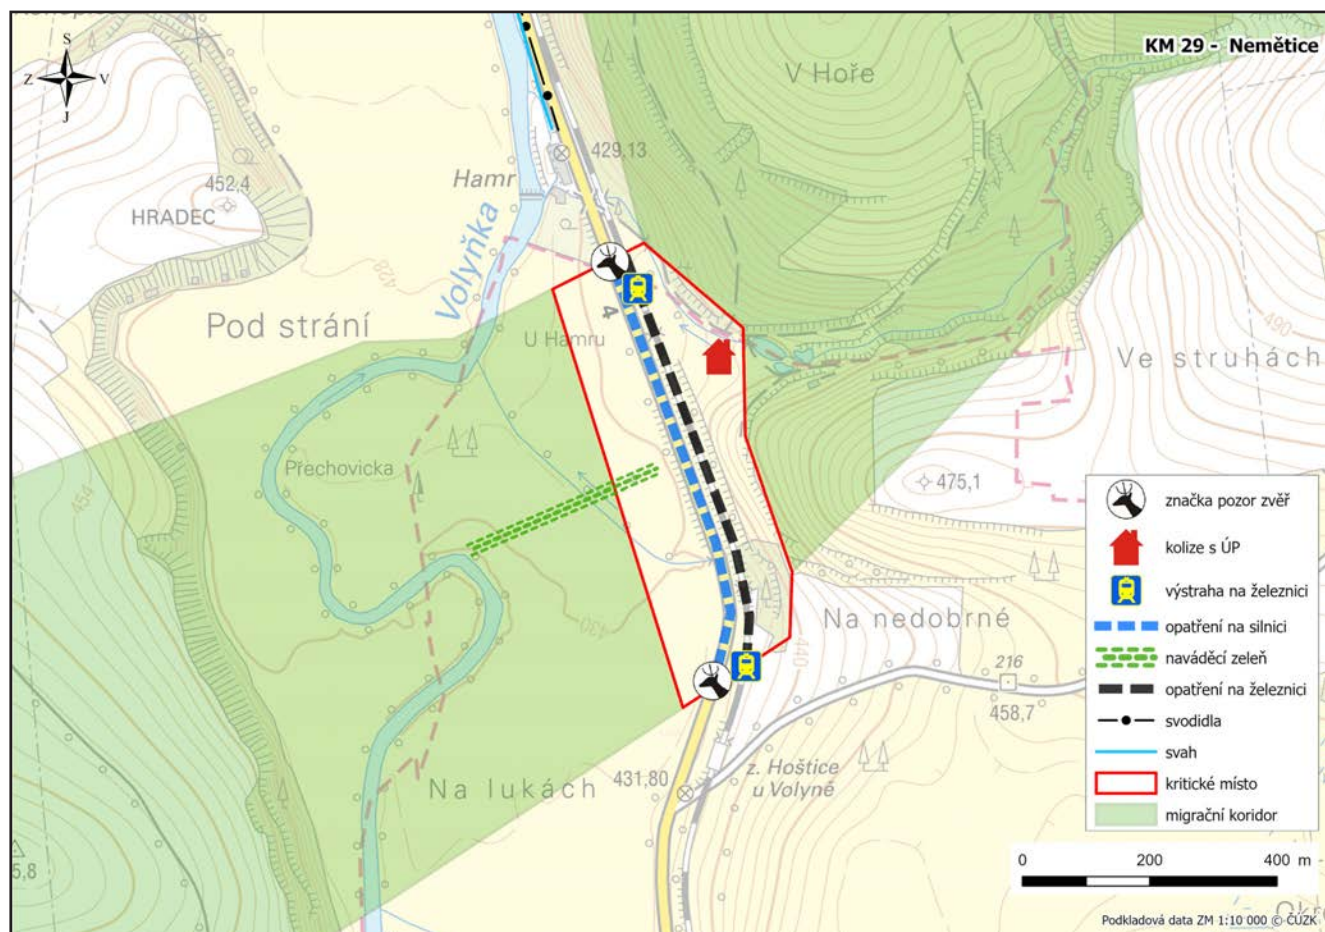 KM 29 - Nemětice
S
Z
V
J
V Hoře
429,13
Hamr
452,4
HRADEC
Volyňka
428
4
Pod strání
U Hamru
490
Ve struhách
Přechovicka
454
475,1
430
Na nedobrné
440
216
458,7
z. Hoštice
u Volyně
431,80
Na lukách
5,8
značka pozor zvěř
kolize s ÚP
výstraha na železnici
opatření na silnici
naváděcí zeleň
opatření na železnici
svodidla
svah
kritické místo
migrační koridor
0 200 400 m
Podkladová data ZM 1:10 000 © ČÚZK